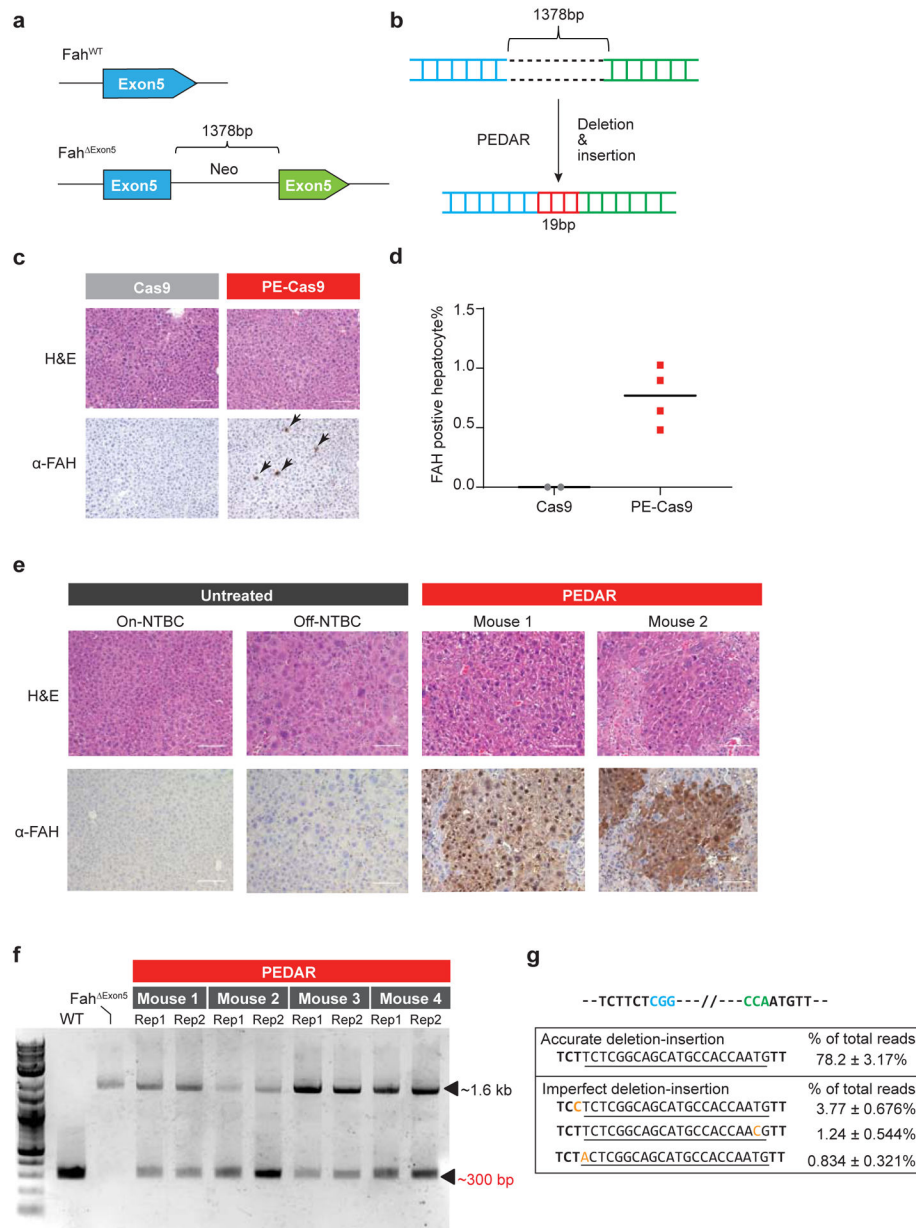 a
Fah^WT
Exon5
1378bp
Fah^ΔExon5
Neo
Exon5
Exon5
b
1378bp
PEDAR
Deletion
&
insertion
19bp
c
Cas9
PE-Cas9
H&E
α-FAH
d
FAH postive hepatocyte%
1.5
1.0
0.5
0.0
Cas9
PE-Cas9
e
Untreated
PEDAR
On-NTBC
Off-NTBC
Mouse 1
Mouse 2
H&E
α-FAH
f
PEDAR
Fah^ΔExon5
Mouse 1
Mouse 2
Mouse 3
Mouse 4
WT
Rep1
Rep2
Rep1
Rep2
Rep1
Rep2
Rep1
Rep2
~1.6 kb
~300 bp
g
--TCTTCTCGG---//---CCAATGTT--
Accurate deletion-insertion
% of total reads
TCTTCTCGGCAGCATGCCACCAATGTT
78.2 ± 3.17%
Imperfect deletion-insertion
% of total reads
TCCTCTCGGCAGCATGCCACCAATGTT
3.77 ± 0.676%
TCTTCTCGGCAGCATGCCACCAACGTT
1.24 ± 0.544%
TCTACTCGGCAGCATGCCACCAATGTT
0.834 ± 0.321%